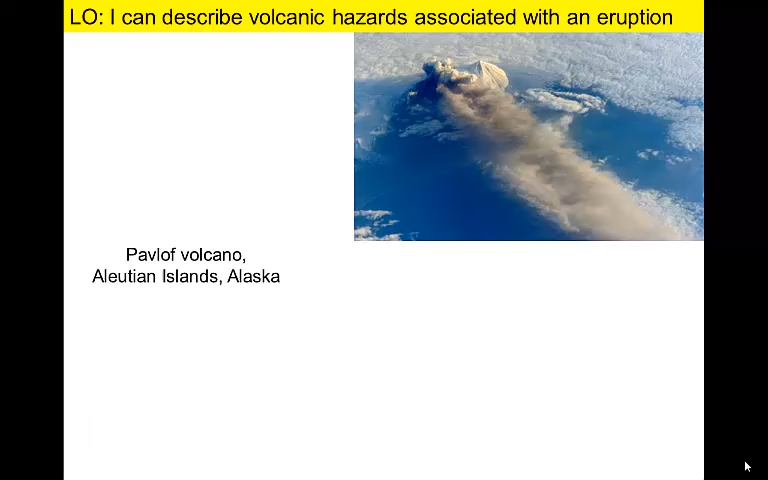 LO: I can describe volcanic hazards associated with an eruption
Pavlof volcano,
Aleutian Islands, Alaska